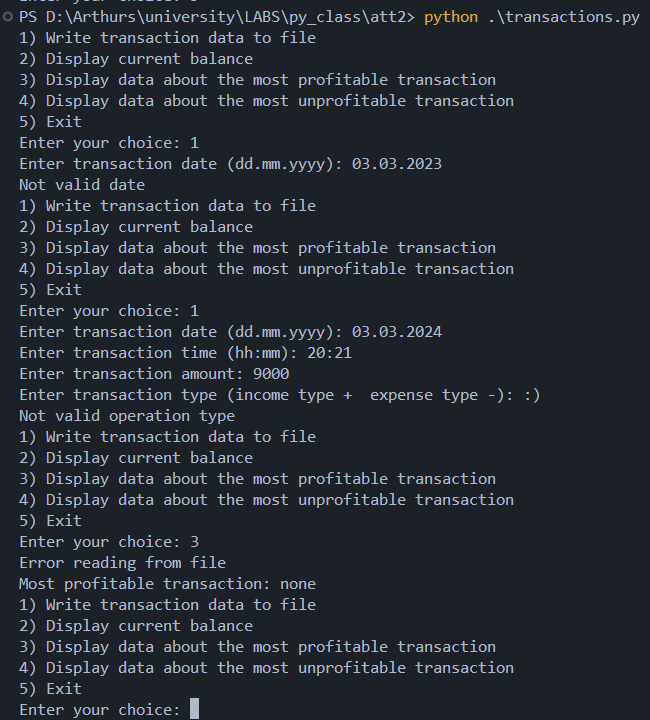 PS D:\Arthurs\university\LABS\py_class\att2> python .\transactions.py
1) Write transaction data to file
2) Display current balance
3) Display data about the most profitable transaction
4) Display data about the most unprofitable transaction
5) Exit
Enter your choice: 1
Enter transaction date (dd.mm.yyyy): 03.03.2023
Not valid date
1) Write transaction data to file
2) Display current balance
3) Display data about the most profitable transaction
4) Display data about the most unprofitable transaction
5) Exit
Enter your choice: 1
Enter transaction date (dd.mm.yyyy): 03.03.2024
Enter transaction time (hh:mm): 20:21
Enter transaction amount: 9000
Enter transaction type (income type +  expense type -): :)
Not valid operation type
1) Write transaction data to file
2) Display current balance
3) Display data about the most profitable transaction
4) Display data about the most unprofitable transaction
5) Exit
Enter your choice: 3
Error reading from file
Most profitable transaction: none
1) Write transaction data to file
2) Display current balance
3) Display data about the most profitable transaction
4) Display data about the most unprofitable transaction
5) Exit
Enter your choice: